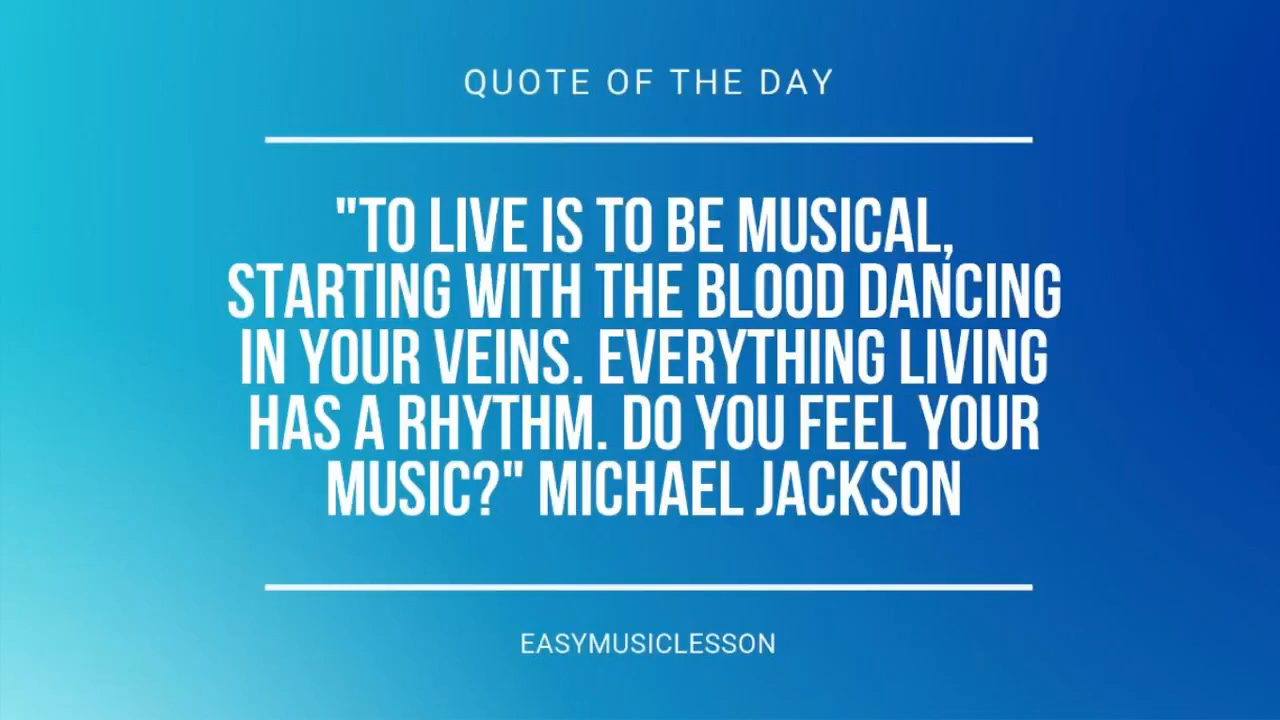 QUOTE OF THE DAY
"TO LIVE IS TO BE MUSICAL,
STARTING WITH THE BLOOD DANCING
IN YOUR VEINS. EVERYTHING LIVING
HAS A RHYTHM. DO YOU FEEL YOUR
MUSIC?" MICHAEL JACKSON
EASYMUSICLESSON